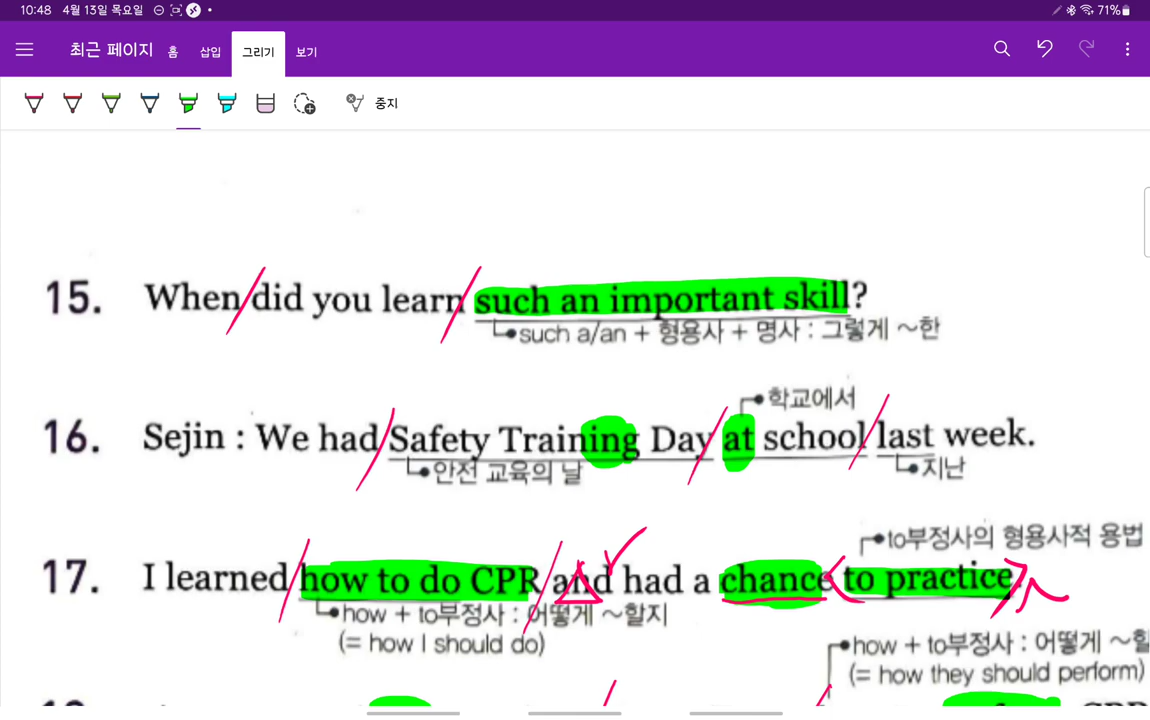 10:48 4월 13일 목요일 71%
최근 페이지 홈 삽입 그리기 보기
중지
15. When did you learn such an important skill?
such a/an + 형용사 + 명사 : 그렇게 ~한
학교에서
16. Sejin : We had Safety Training Day at school last week.
안전 교육의 날 지난
to부정사의 형용사적 용법
17. I learned how to do CPR and had a chance to practice
how + to부정사 : 어떻게 ~할지
(= how I should do)
how + to부정사 : 어떻게 ~할
(= how they should perform)